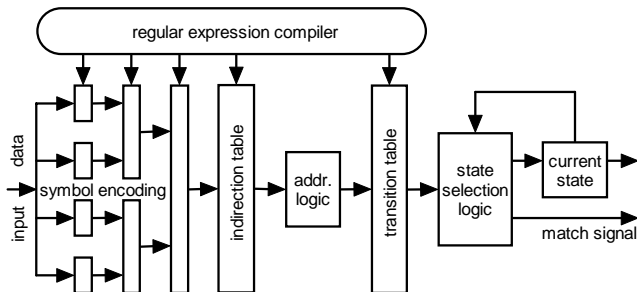 regular expression compiler
input data
symbol encoding
indirection table
addr.
logic
transition table
state
selection
logic
current
state
match signal